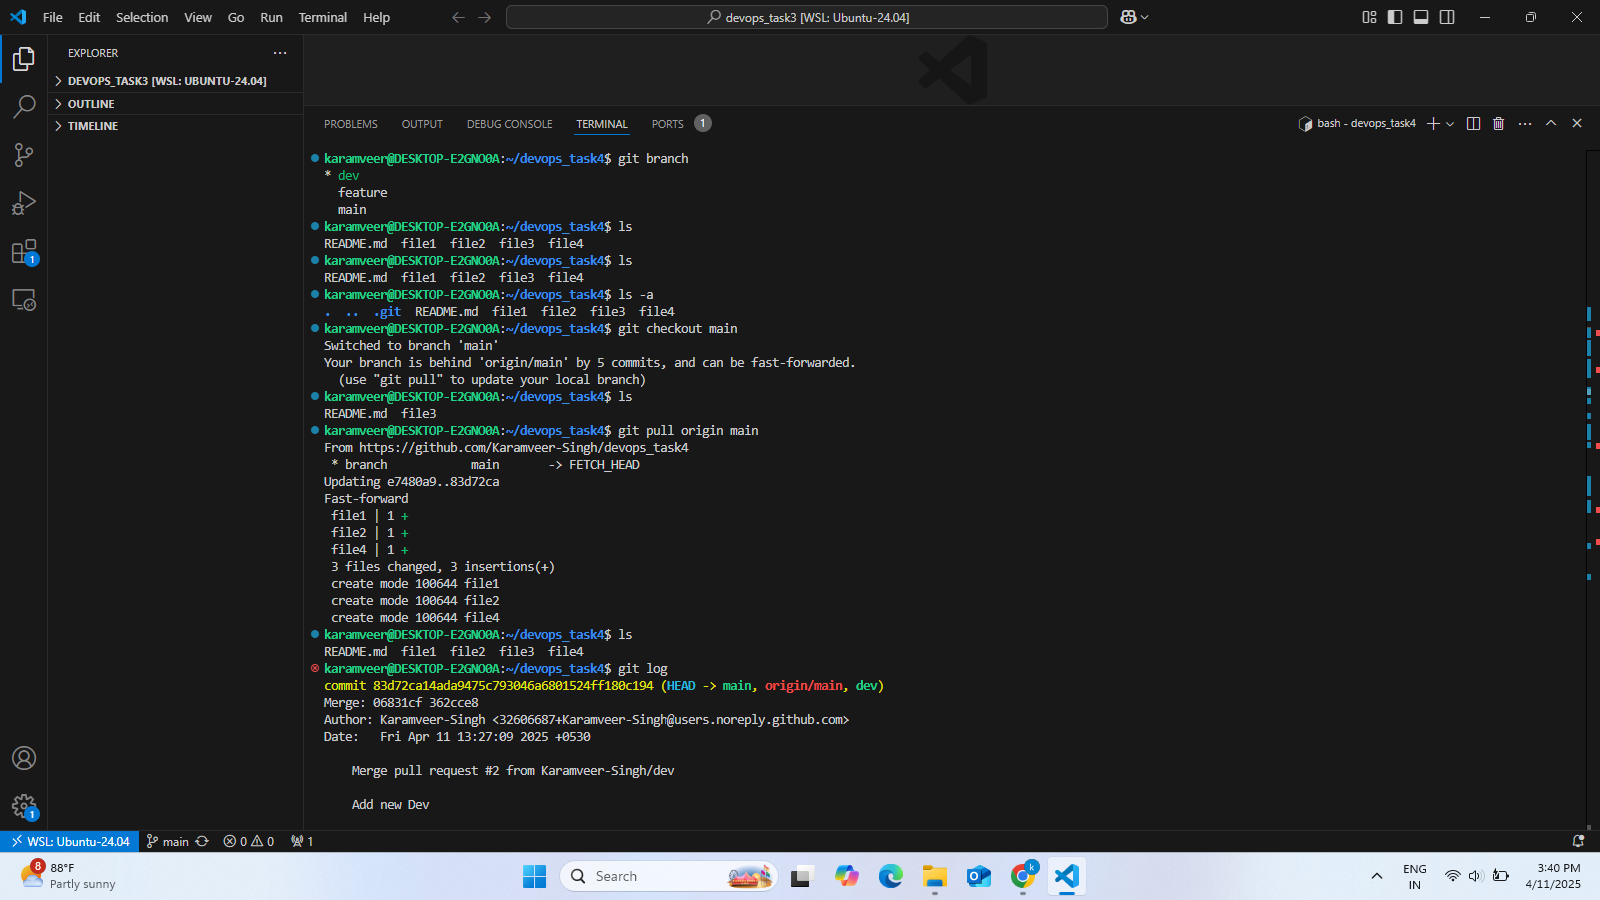 File Edit Selection View Go Run Terminal Help
devops_task3 [WSL: Ubuntu-24.04]
EXPLORER
DEVOPS_TASK3 [WSL: UBUNTU-24.04]
OUTLINE
TIMELINE
1
1
PROBLEMS OUTPUT DEBUG CONSOLE TERMINAL PORTS 1
bash - devops_task4
karamveer@DESKTOP-E2GNO0A:~/devops_task4$ git branch
* dev
feature
main
karamveer@DESKTOP-E2GNO0A:~/devops_task4$ ls
README.md file1 file2 file3 file4
karamveer@DESKTOP-E2GNO0A:~/devops_task4$ ls
README.md file1 file2 file3 file4
karamveer@DESKTOP-E2GNO0A:~/devops_task4$ ls -a
. .. .git README.md file1 file2 file3 file4
karamveer@DESKTOP-E2GNO0A:~/devops_task4$ git checkout main
Switched to branch 'main'
Your branch is behind 'origin/main' by 5 commits, and can be fast-forwarded.
(use "git pull" to update your local branch)
karamveer@DESKTOP-E2GNO0A:~/devops_task4$ ls
README.md file3
karamveer@DESKTOP-E2GNO0A:~/devops_task4$ git pull origin main
From https://github.com/Karamveer-Singh/devops_task4
* branch main -> FETCH_HEAD
Updating e7480a9..83d72ca
Fast-forward
file1 | 1 +
file2 | 1 +
file4 | 1 +
3 files changed, 3 insertions(+)
create mode 100644 file1
create mode 100644 file2
create mode 100644 file4
karamveer@DESKTOP-E2GNO0A:~/devops_task4$ ls
README.md file1 file2 file3 file4
karamveer@DESKTOP-E2GNO0A:~/devops_task4$ git log
commit 83d72ca14ada9475c793046a6801524ff180c194 (HEAD -> main, origin/main, dev)
Merge: 06831cf 362cce8
Author: Karamveer-Singh <32606687+Karamveer-Singh@users.noreply.github.com>
Date: Fri Apr 11 13:27:09 2025 +0530
Merge pull request #2 from Karamveer-Singh/dev
Add new Dev
WSL: Ubuntu-24.04 main 0 0 1
8
88°F
Partly sunny
Search
k
ENG
IN
3:40 PM
4/11/2025